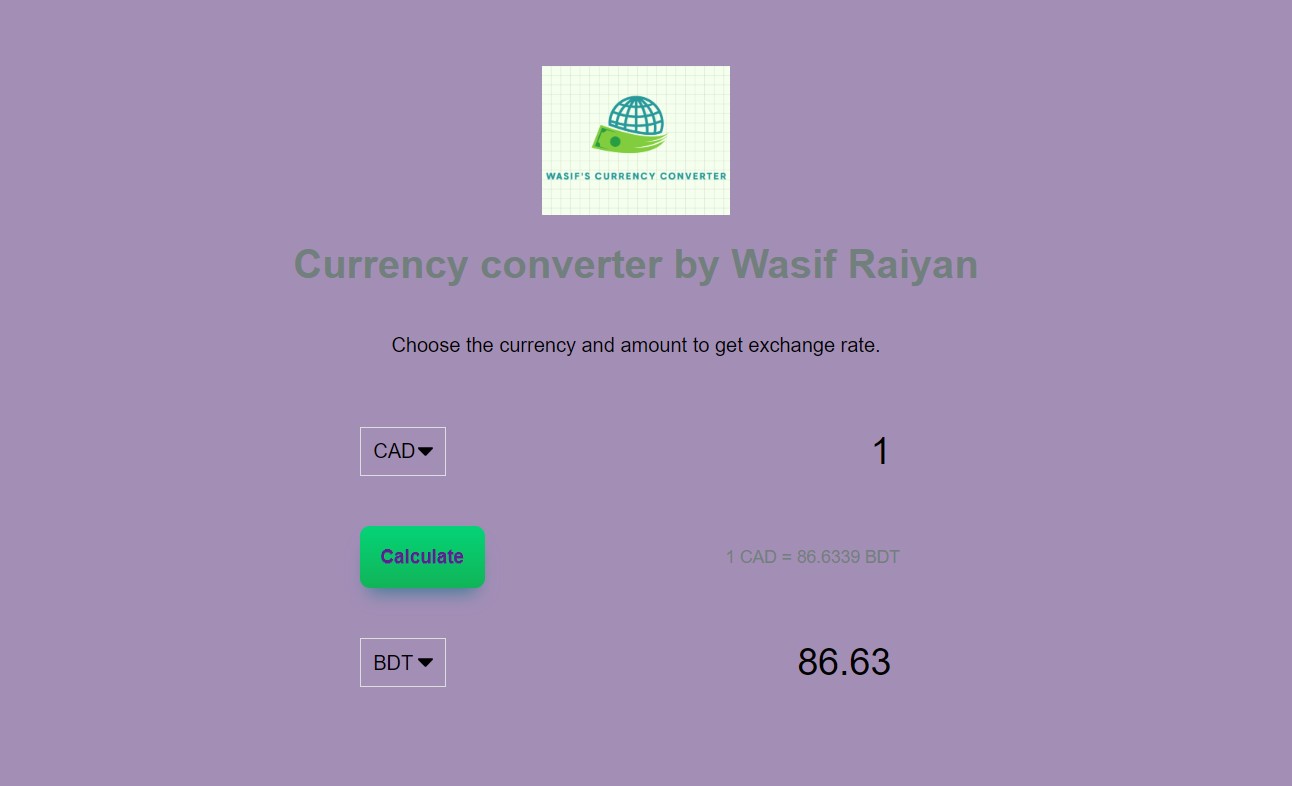 WASIF'S CURRENCY CONVERTER
Currency converter by Wasif Raiyan
Choose the currency and amount to get exchange rate.
CAD 1
Calculate 1 CAD = 86.6339 BDT
BDT 86.63